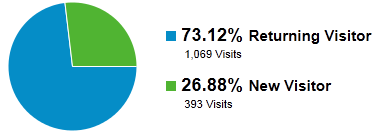 73.12% Returning Visitor
1,069 Visits
26.88% New Visitor
393 Visits